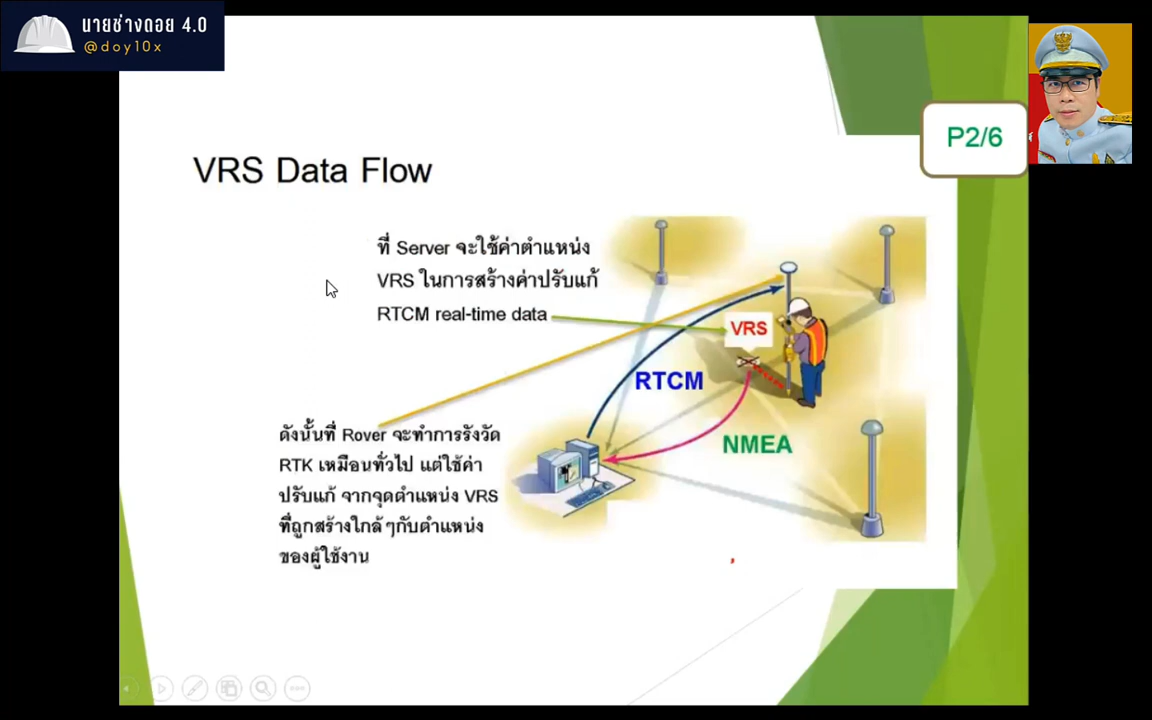 นายช่างดอย 4.0
@doy10x
P2/6
VRS Data Flow
ที่ Server จะใช้ค่าตำแหน่ง
VRS ในการสร้างค่าปรับแก้
RTCM real-time data
VRS
RTCM
NMEA
ดังนั้นที่ Rover จะทำการรังวัด
RTK เหมือนทั่วไป แต่ใช้ค่า
ปรับแก้ จากจุดตำแหน่ง VRS
ที่ถูกสร้างใกล้ๆกับตำแหน่ง
ของผู้ใช้งาน